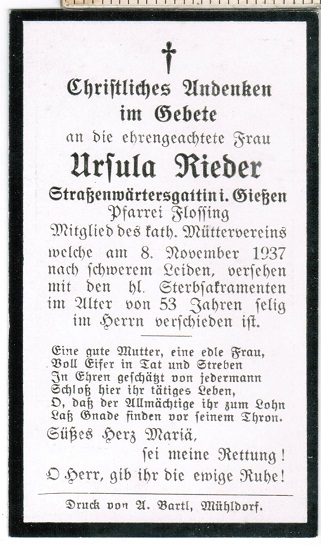 Christliches Andenken
im Gebete
an die ehrengeachtete Frau
Ursula Rieder
Straßenwärtersgattin i. Gießen
Pfarrei Flossing
Mitglied des kath. Müttervereins
welche am 8. November 1937
nach schwerem Leiden, versehen
mit den hl. Sterbsakramenten
im Alter von 53 Jahren selig
im Herrn verschieden ist.
Eine gute Mutter, eine edle Frau,
Voll Eifer in Tat und Streben
In Ehren geschätzt von jedermann
Schloß hier ihr tätiges Leben,
O, daß der Allmächtige ihr zum Lohn
Laß Gnade finden vor seinem Thron.
Süßes Herz Mariä,
sei meine Rettung!
O Herr, gib ihr die ewige Ruhe!
Druck von A. Bartl, Mühldorf.